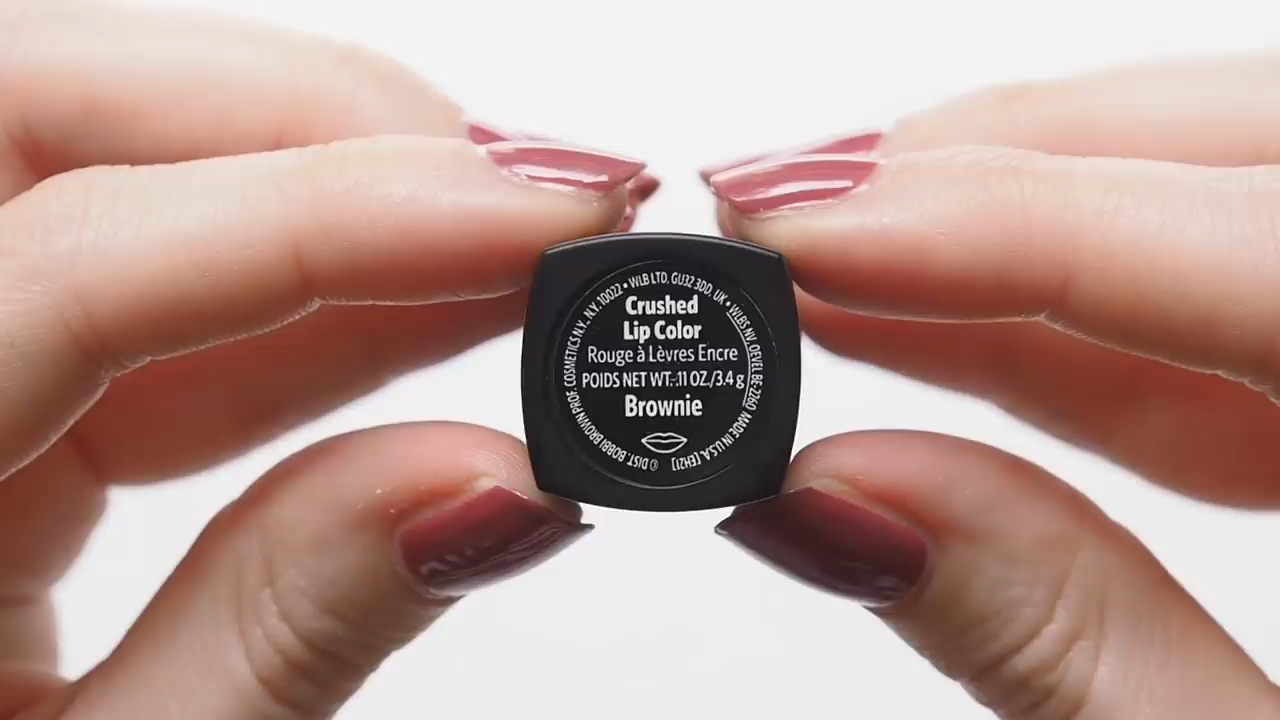 Crushed
Lip Color
Rouge à Lèvres Encre
POIDS NET WT. .11 OZ./3.4 g
Brownie
© DIST. BOBBI BROWN PROF. COSMETICS N.Y., N.Y. 10022 • WLB LTD, GU32 3DD, UK • WLBS NV, OEVEL BE-2260 MADE IN U.S.A. [EH21]